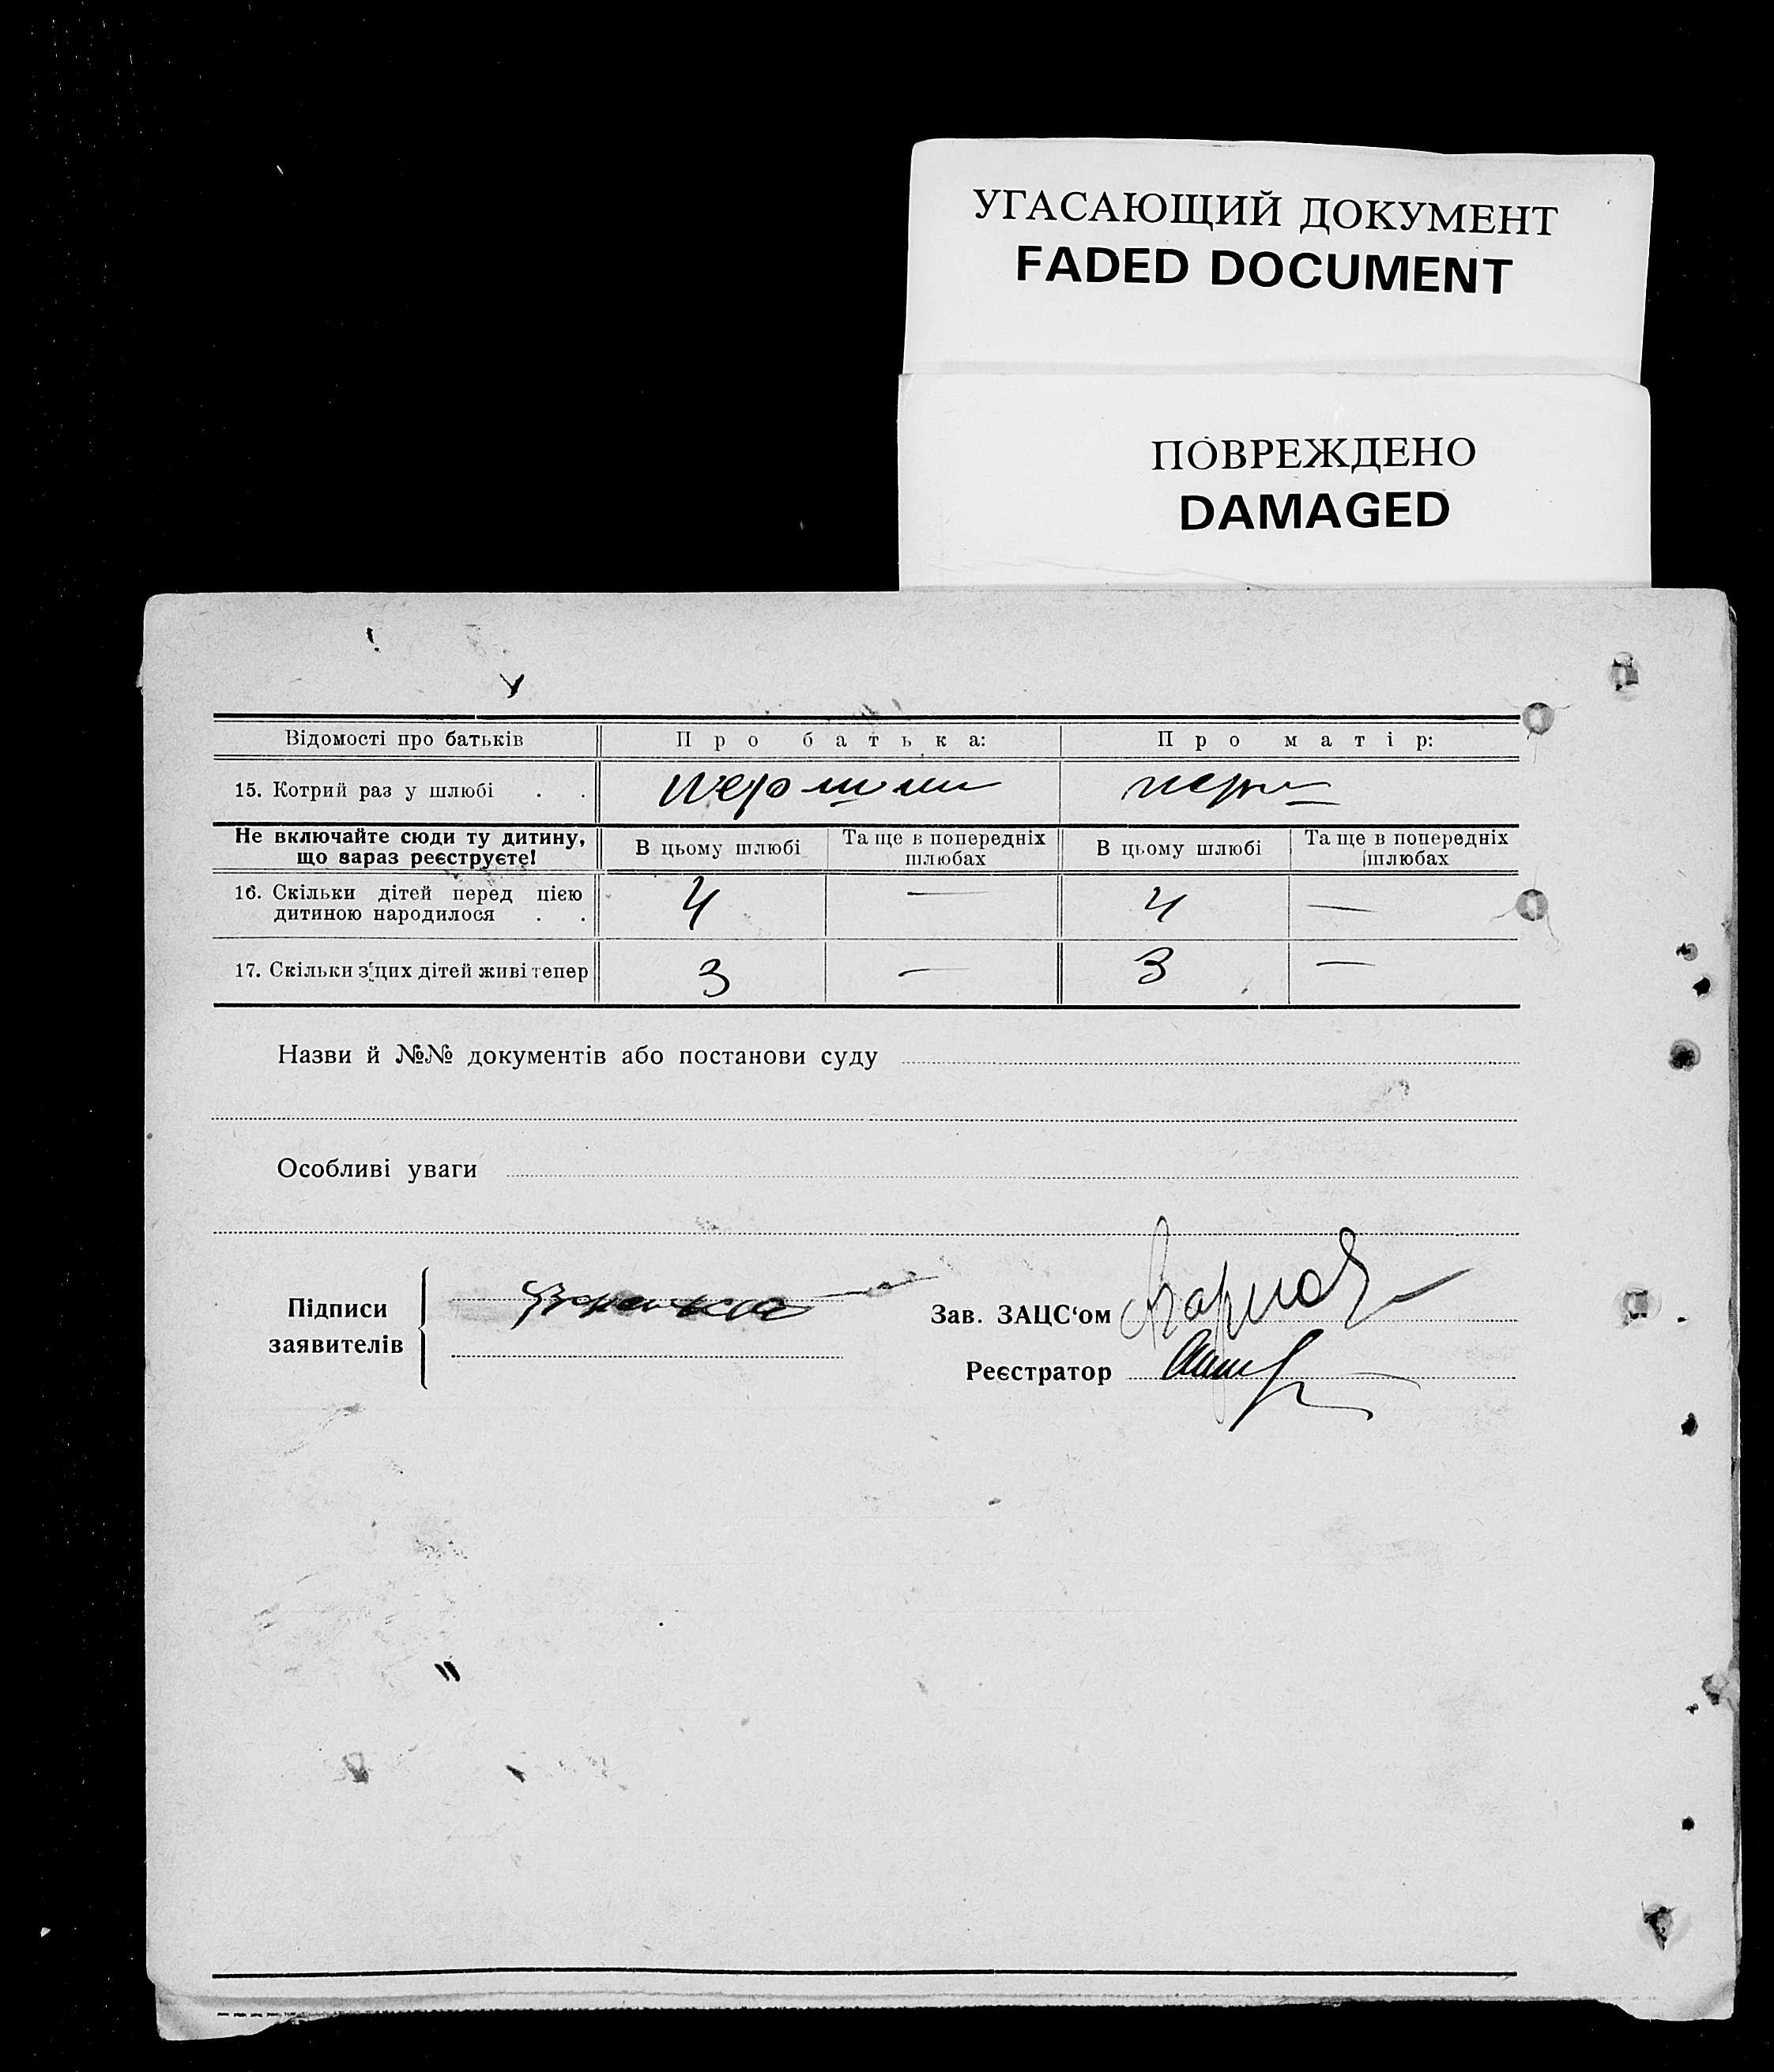 УГАСАЮЩИЙ ДОКУМЕНТ
FADED DOCUMENT
ПОВРЕЖДЕНО
DAMAGED
Відомості про батьків Про батька: Про матір:
15. Котрий раз у шлюбі . .
Не включайте сюди ту дитину, що зараз реєструєте! В цьому шлюбі Та ще в попередніх шлюбах В цьому шлюбі Та ще в попередніх шлюбах
16. Скільки дітей перед цією
дитиною народилося . . 4 — 4 —
17. Скільки з цих дітей живі тепер 3 — 3 —
Назви й №№ документів або постанови суду
Особливі уваги
Підписи
заявителів
Зав. ЗАЦС‘ом
Реєстратор